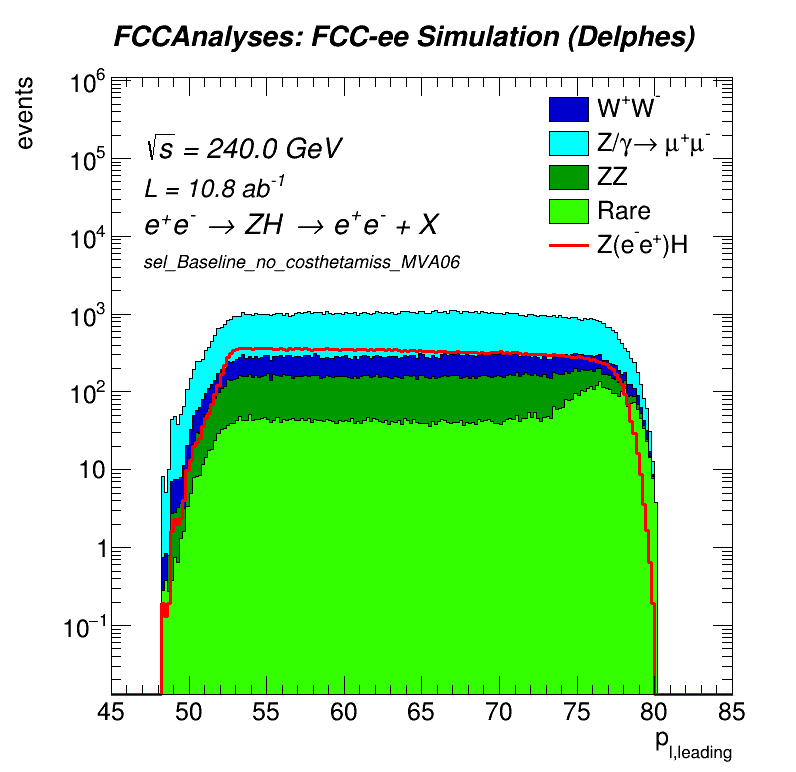 FCCAnalyses: FCC-ee Simulation (Delphes)
events
10⁶
10⁵
10⁴
10³
10²
10
1
10⁻¹
√s = 240.0 GeV
L = 10.8 ab⁻¹
e⁺e⁻ → ZH → e⁺e⁻ + X
sel_Baseline_no_costhetamiss_MVA06
W⁺W⁻
Z/γ→ μ⁺μ⁻
ZZ
Rare
Z(e⁻e⁺)H
45 50 55 60 65 70 75 80 85
p_l,leading